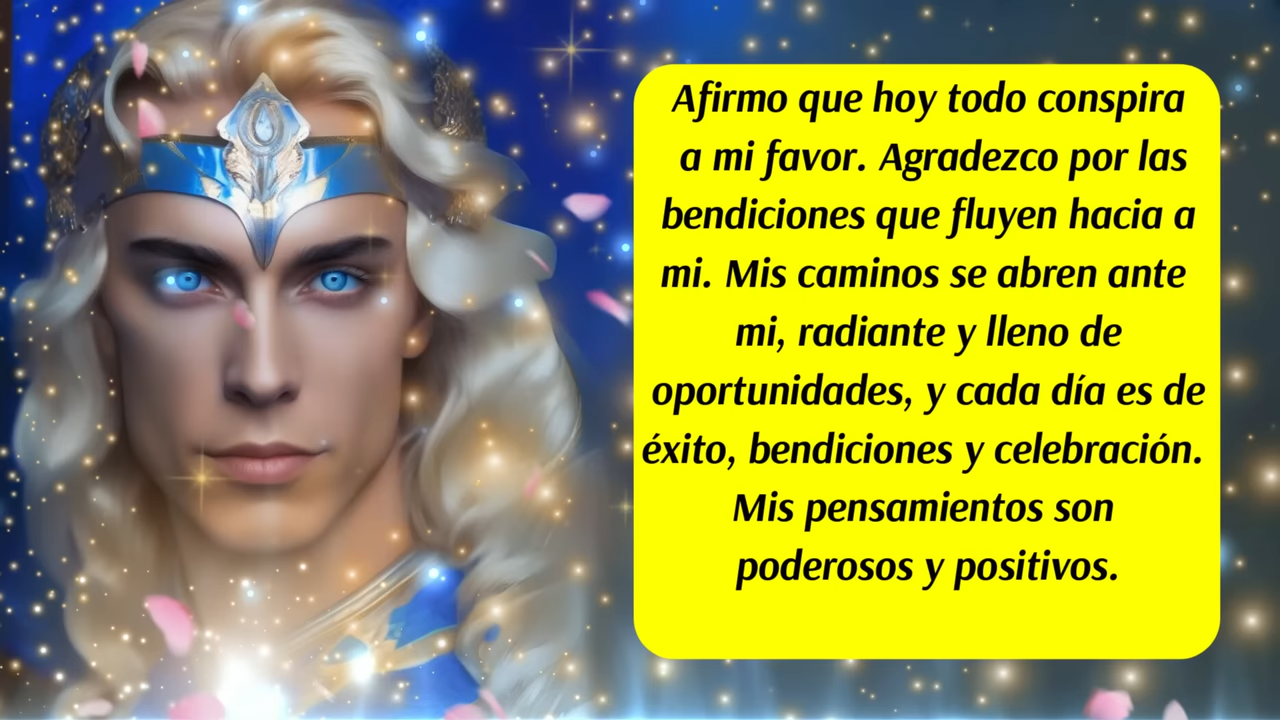 Afirmo que hoy todo conspira
a mi favor. Agradezco por las
bendiciones que fluyen hacia a
mi. Mis caminos se abren ante
mi, radiante y lleno de
oportunidades, y cada día es de
éxito, bendiciones y celebración.
Mis pensamientos son
poderosos y positivos.